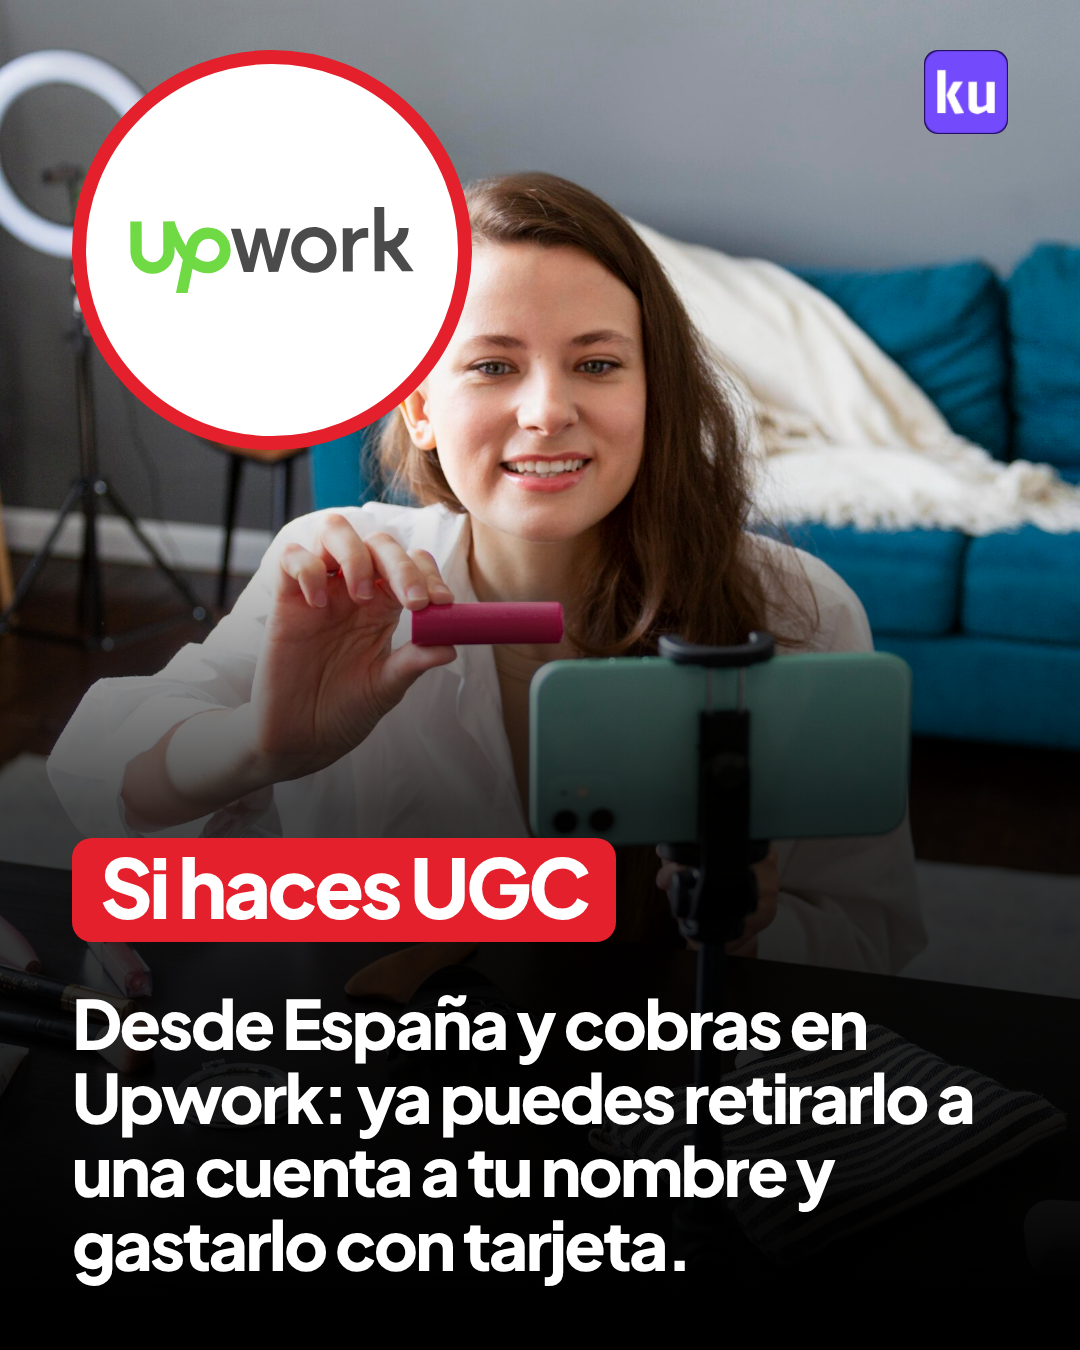 upwork
ku
Si haces UGC
Desde España y cobras en
Upwork: ya puedes retirarlo a
una cuenta a tu nombre y
gastarlo con tarjeta.